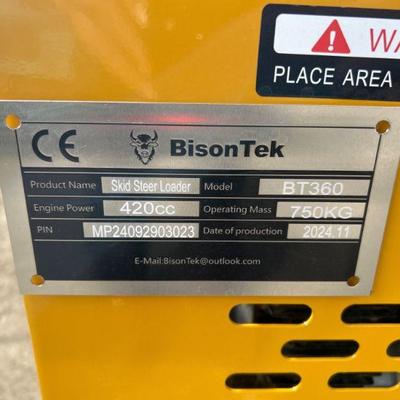 WA
PLACE AREA
CE BisonTek
Product Name Skid Steer Loader Model BT360
Engine Power 420cc Operating Mass 750KG
PIN MP24092903023 Date of production 2024.11
E-Mail:BisonTek@outlook.com